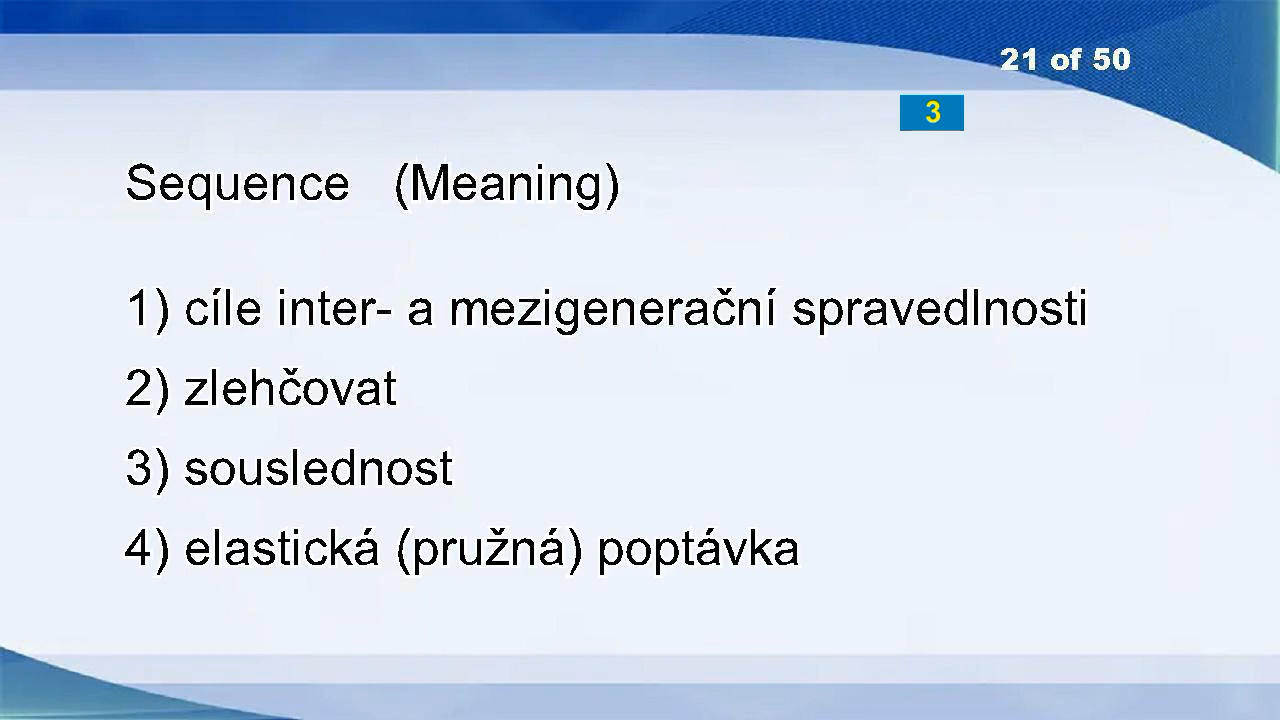 21 of 50
3
Sequence (Meaning)
1) cíle inter- a mezigenerační spravedlnosti
2) zlehčovat
3) souslednost
4) elastická (pružná) poptávka